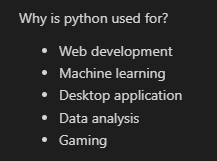 Why is python used for?
• Web development
• Machine learning
• Desktop application
• Data analysis
• Gaming